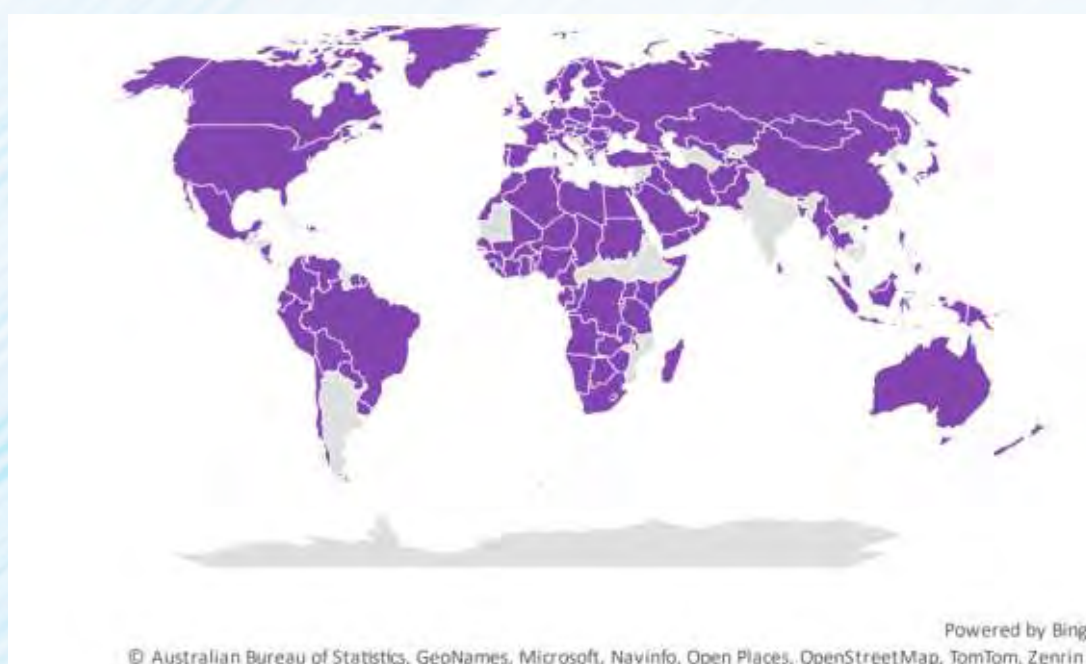 Powered by Bing
© Australian Bureau of Statistics, GeoNames, Microsoft, Navinfo, Open Places, OpenStreetMap, TomTom, Zenrin